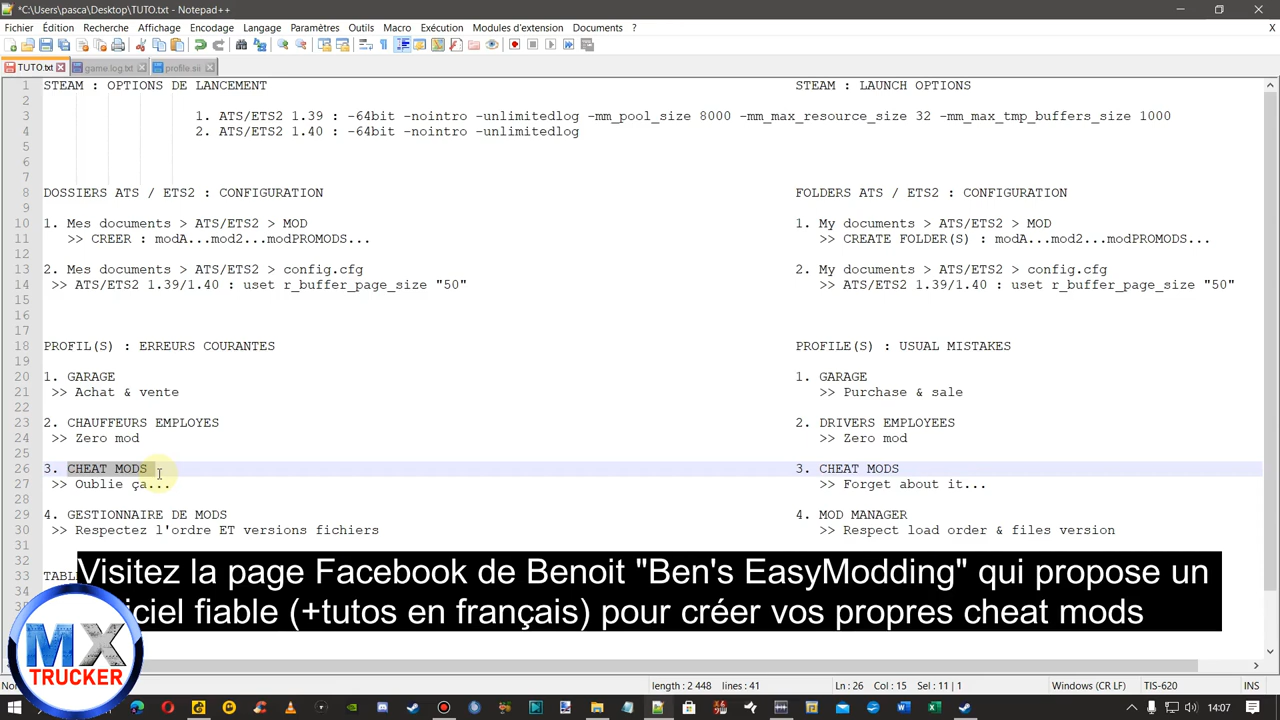 *C:\Users\pasca\Desktop\TUTO.txt - Notepad++
Fichier Édition Recherche Affichage Encodage Langage Paramètres Outils Macro Exécution Modules d'extension Documents ? X
TUTO.txt game.log.txt profile.sii
1 STEAM : OPTIONS DE LANCEMENT STEAM : LAUNCH OPTIONS
2
3 1. ATS/ETS2 1.39 : -64bit -nointro -unlimitedlog -mm_pool_size 8000 -mm_max_resource_size 32 -mm_max_tmp_buffers_size 1000
4 2. ATS/ETS2 1.40 : -64bit -nointro -unlimitedlog
5
6
7
8 DOSSIERS ATS / ETS2 : CONFIGURATION FOLDERS ATS / ETS2 : CONFIGURATION
9
10 1. Mes documents > ATS/ETS2 > MOD 1. My documents > ATS/ETS2 > MOD
11 >> CREER : modA...mod2...modPROMODS... >> CREATE FOLDER(S) : modA...mod2...modPROMODS...
12
13 2. Mes documents > ATS/ETS2 > config.cfg 2. My documents > ATS/ETS2 > config.cfg
14 >> ATS/ETS2 1.39/1.40 : uset r_buffer_page_size "50" >> ATS/ETS2 1.39/1.40 : uset r_buffer_page_size "50"
15
16
17
18 PROFIL(S) : ERREURS COURANTES PROFILE(S) : USUAL MISTAKES
19
20 1. GARAGE 1. GARAGE
21 >> Achat & vente >> Purchase & sale
22
23 2. CHAUFFEURS EMPLOYES 2. DRIVERS EMPLOYEES
24 >> Zero mod >> Zero mod
25
26 3. CHEAT MODS 3. CHEAT MODS
27 >> Oublie ça... >> Forget about it...
28
29 4. GESTIONNAIRE DE MODS 4. MOD MANAGER
30 >> Respectez l'ordre ET versions fichiers >> Respect load order & files version
31
32
33 TABL
Visitez la page Facebook de Benoit "Ben's EasyModding" qui propose un
iciel fiable (+tutos en français) pour créer vos propres cheat mods
MX
TRUCKER
length : 2 448 lines : 41 Ln : 26 Col : 15 Sel : 11 | 1 Windows (CR LF) TIS-620 INS
14:07